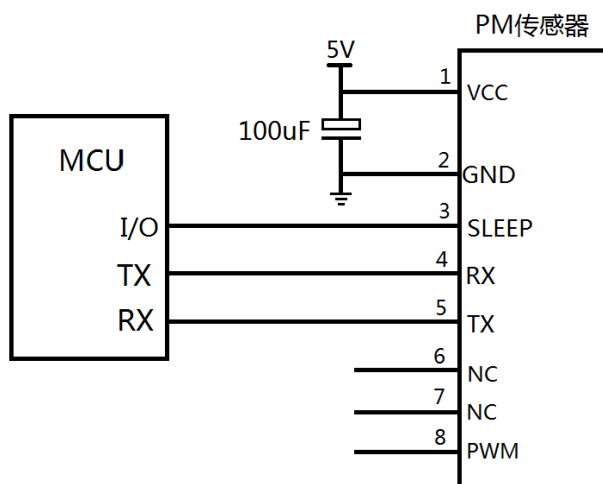 PM传感器
5V
1
VCC
100uF
MCU
2
GND
I/O
3
SLEEP
TX
4
RX
RX
5
TX
6
NC
7
NC
8
PWM